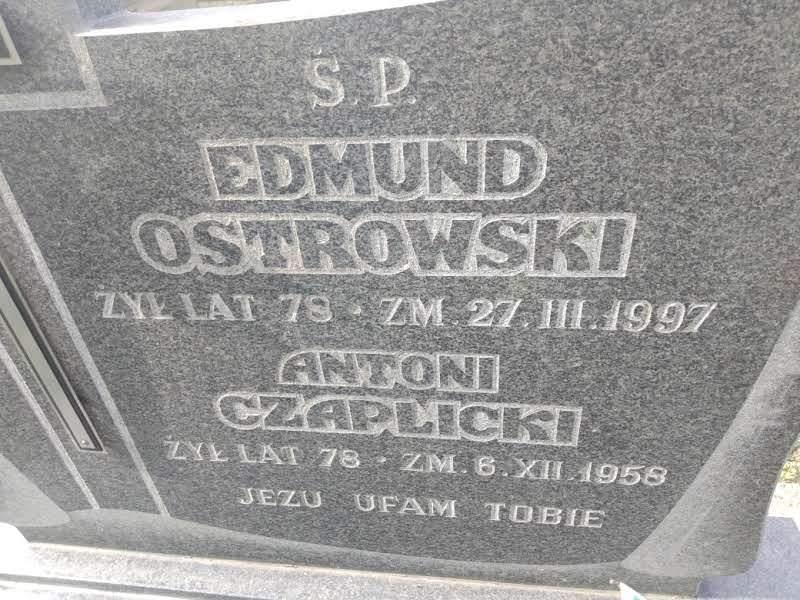 Ś.P.
EDMUND
OSTROWSKI
ŻYŁ LAT 78 · ZM. 27.III.1997
ANTONI
CZAPLICKI
ŻYŁ LAT 78 · ZM. 6.XII.1958
JEZU UFAM TOBIE